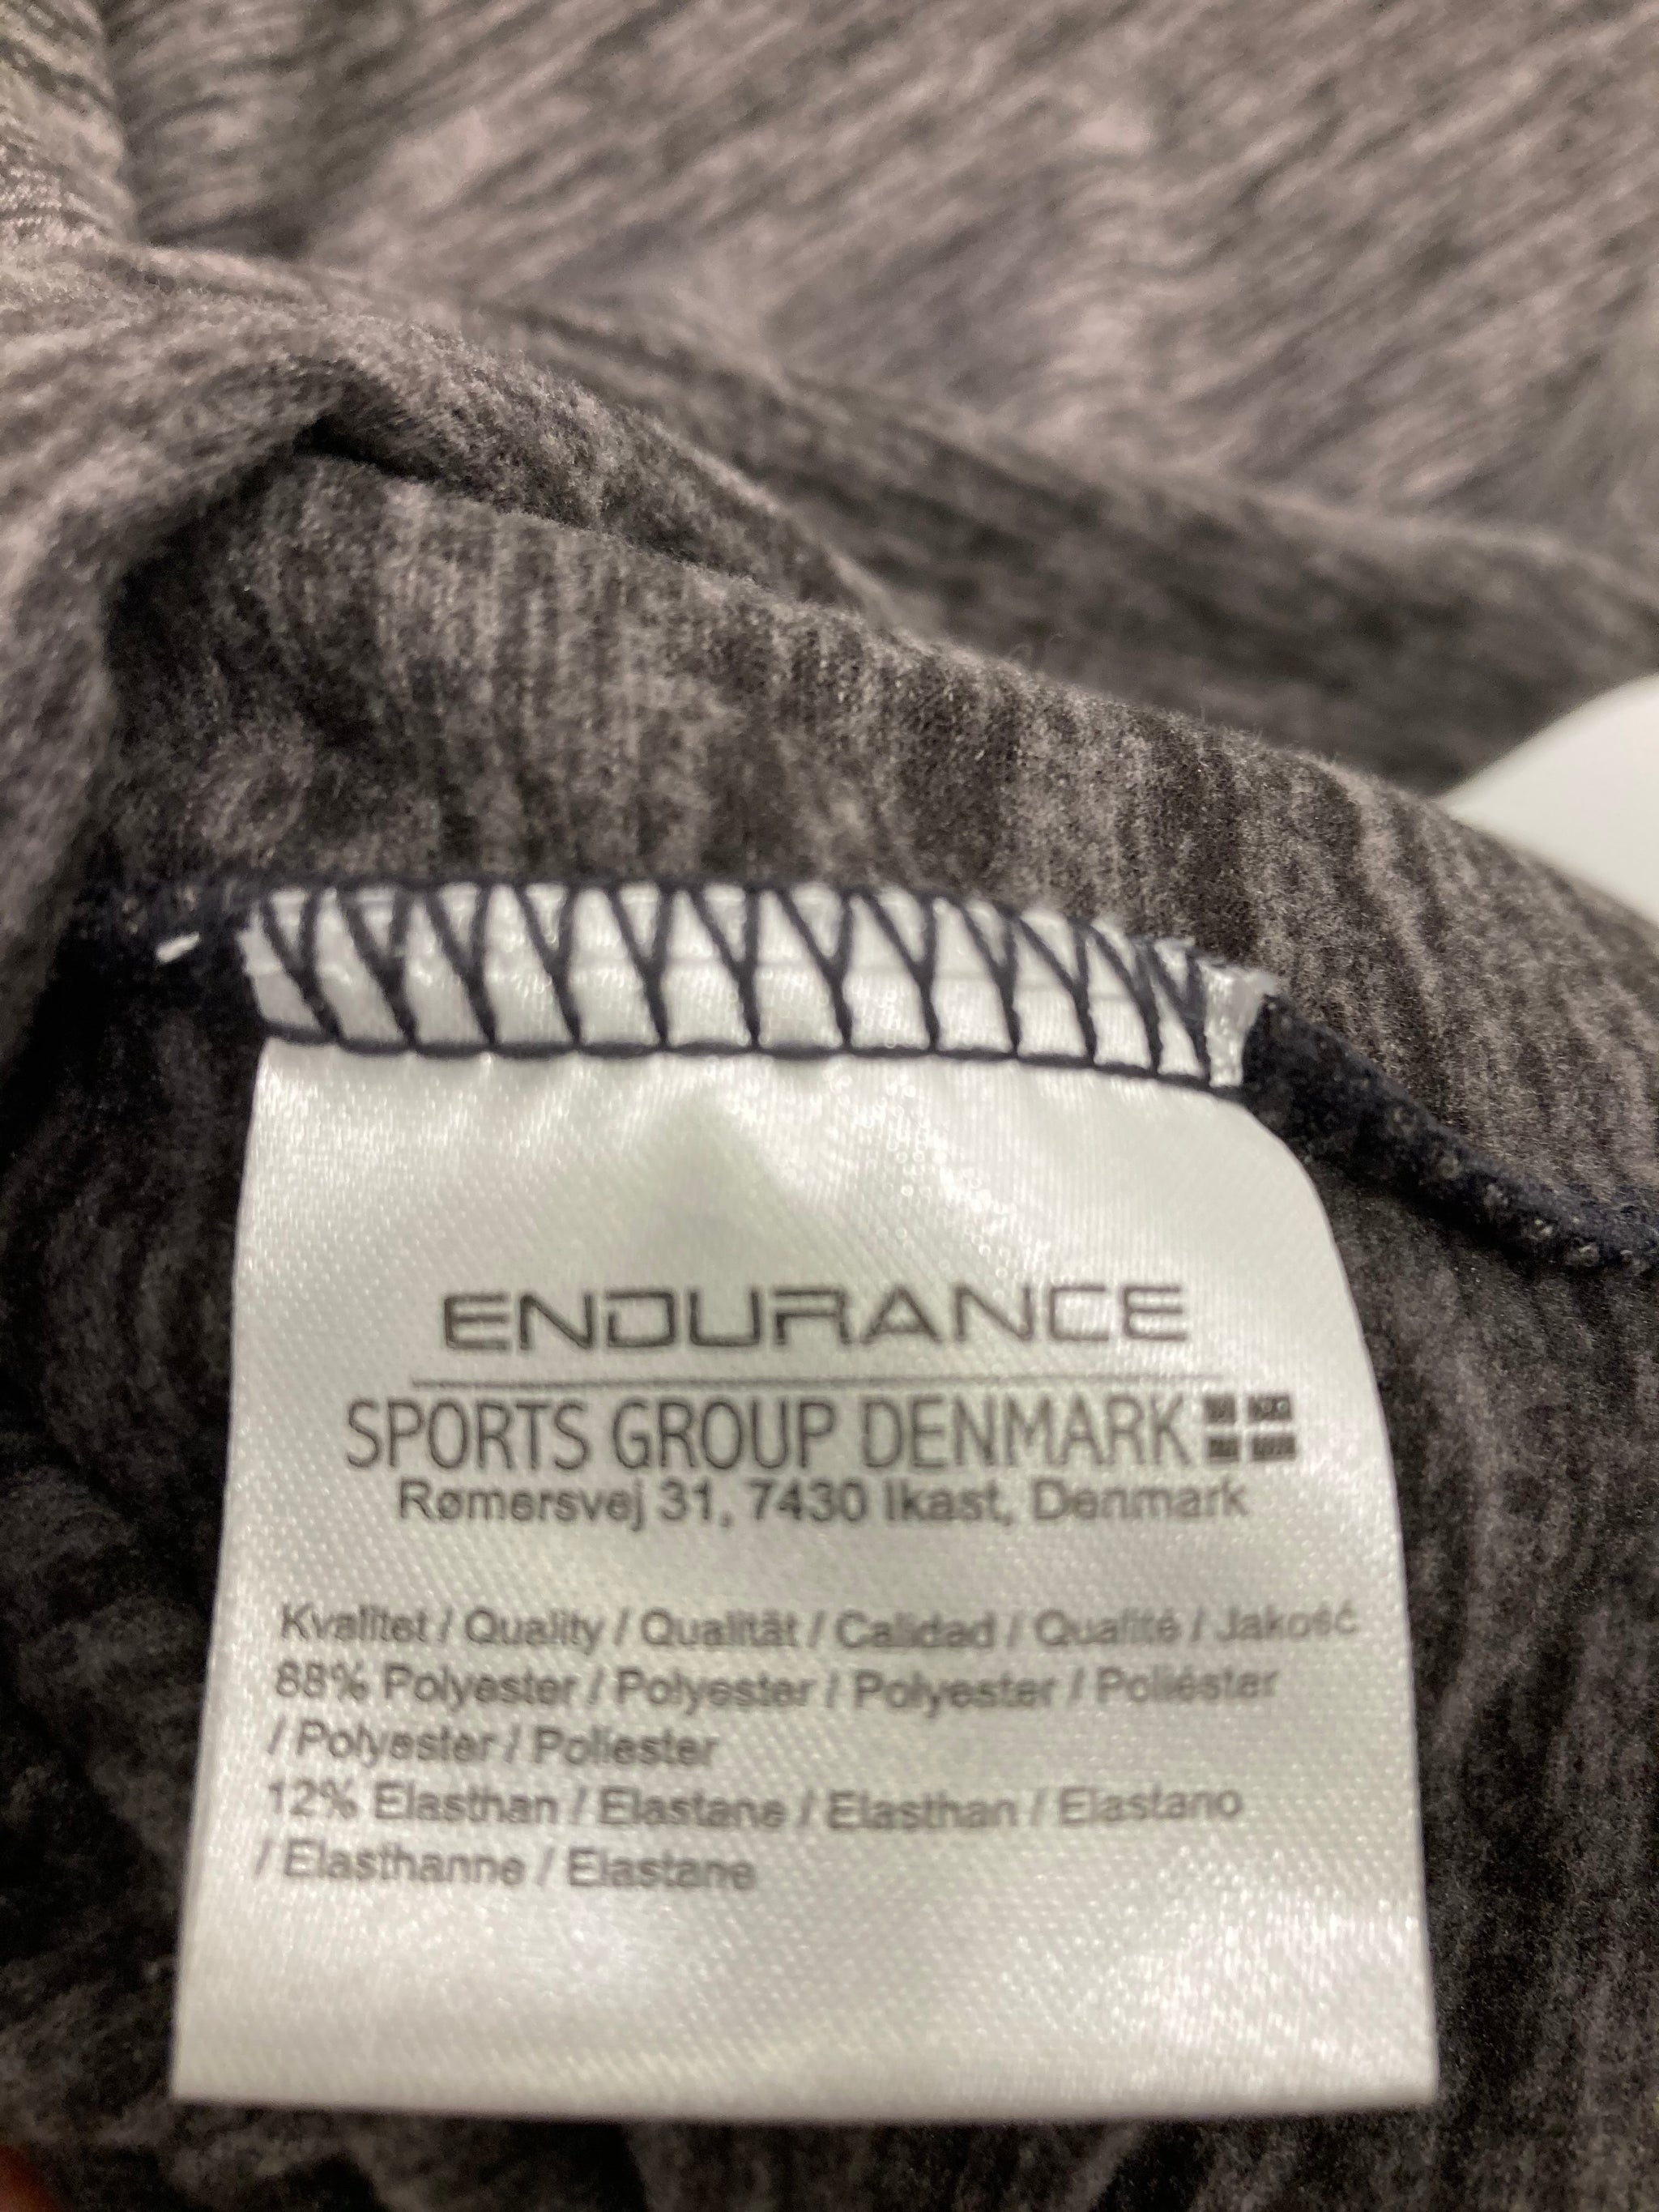 ENDURANCE
SPORTS GROUP DENMARK
Rømersvej 31, 7430 Ikast, Denmark
Kvalitet / Quality / Qualität / Calidad / Qualité / Jakość
88% Polyester / Polyester / Polyester / Poliéster
/ Polyester / Poliester
12% Elasthan / Elastane / Elasthan / Elastano
/ Elasthanne / Elastane